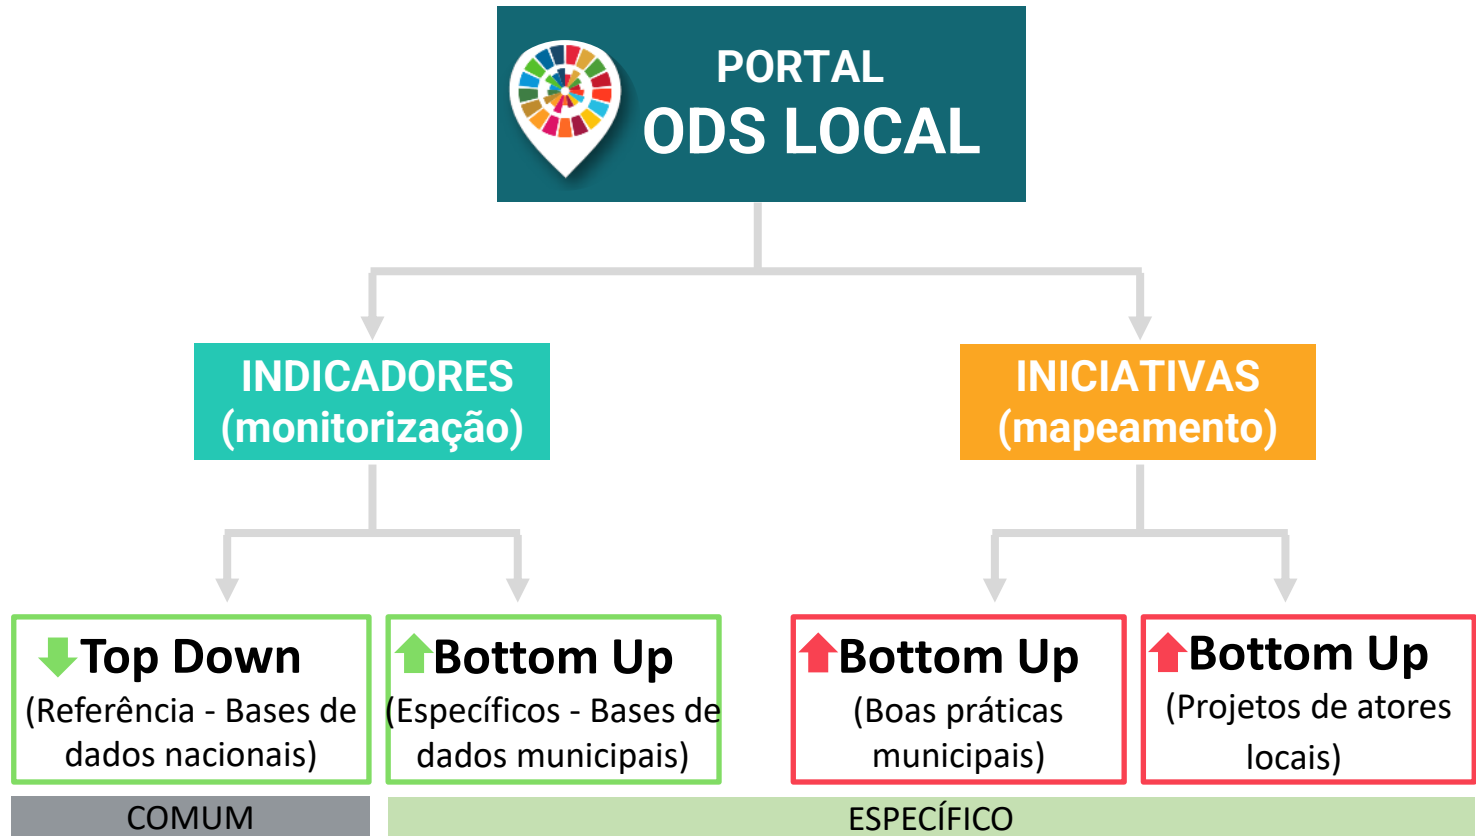 PORTAL
ODS LOCAL
INDICADORES
(monitorização)
INICIATIVAS
(mapeamento)
Top Down
(Referência - Bases de
dados nacionais)
Bottom Up
(Específicos - Bases de
dados municipais)
Bottom Up
(Boas práticas
municipais)
Bottom Up
(Projetos de atores
locais)
COMUM
ESPECÍFICO